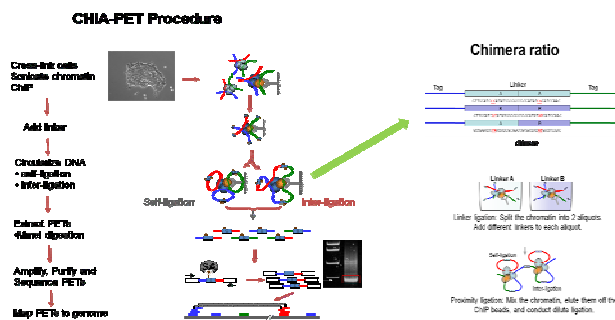 CHIA-PET Procedure
Cross-link cells
Sonicate chromatin
ChIP
Add linker
Circularize DNA
• self-ligation
• Inter-ligation
Extract PETs
•MmeI digestion
Amplify, Purify and
Sequence PETs
Map PETs to genome
Self-ligation
Inter-ligation
Chimera ratio
Tag
Linker
Tag
chimera
Linker A
Linker B
Linker ligation: Split the chromatin into 2 aliquots.
Add different linkers to each aliquot.
Self-ligation
Inter-ligation
Proximity ligation: Mix the chromatin, elute them off the
ChIP beads, and conduct dilute ligation.